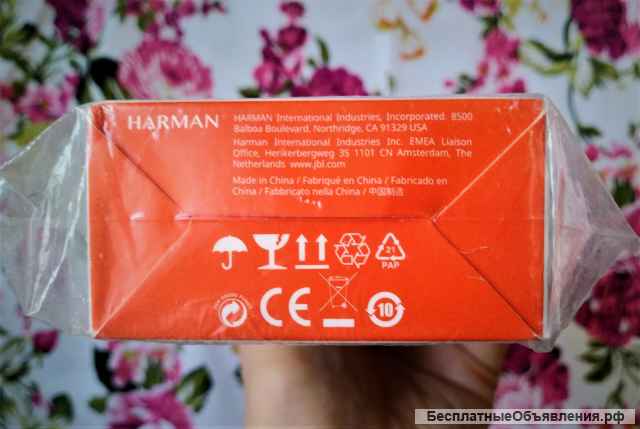 HARMAN
HARMAN International Industries, Incorporated. 8500
Balboa Boulevard, Northridge, CA 91329 USA
Harman International Industries Inc. EMEA Liaison
Office, Herikerbergweg 35 1101 CN Amsterdam, The
Netherlands www.jbl.com
Made in China / Fabriqué en China / Fabricado en
China / Fabbricato nella China / 中国制造
21
PAP
CE
10
БесплатныеОбъявления.рф